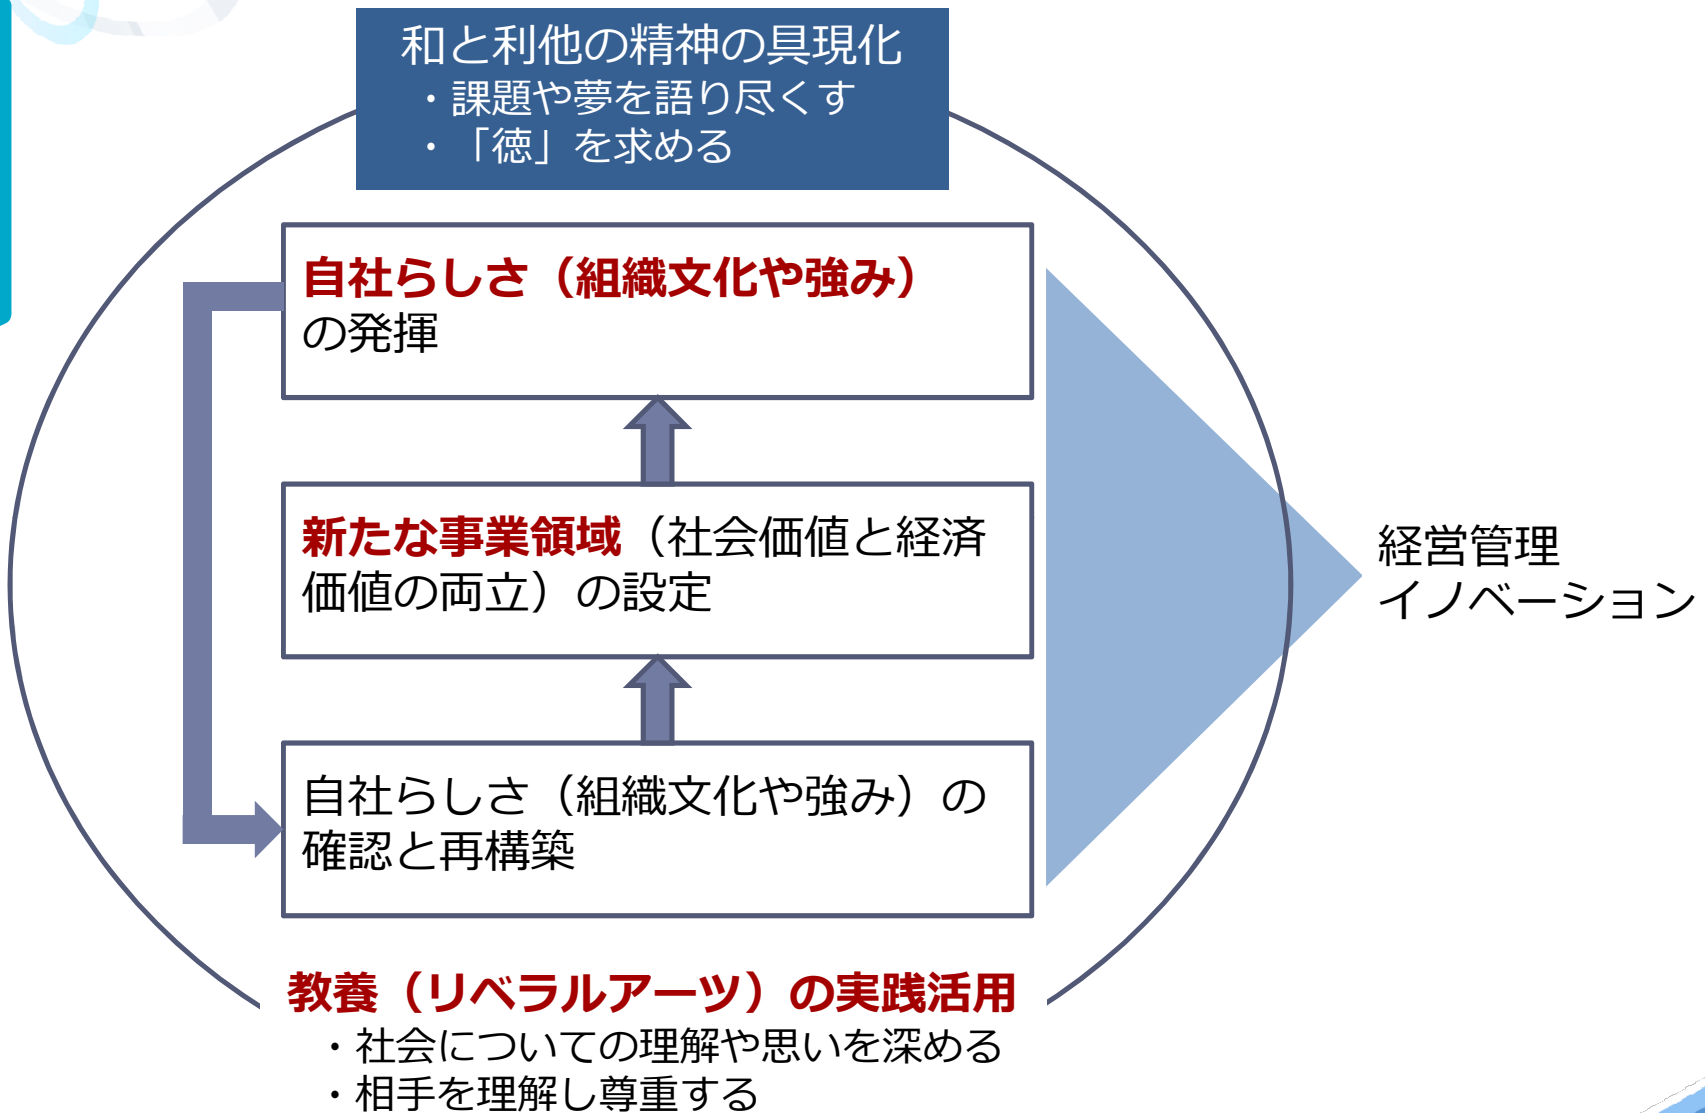 和と利他の精神の具現化
・課題や夢を語り尽くす
・「徳」を求める
自社らしさ（組織文化や強み）
の発揮
新たな事業領域（社会価値と経済
価値の両立）の設定
自社らしさ（組織文化や強み）の
確認と再構築
経営管理
イノベーション
教養（リベラルアーツ）の実践活用
・社会についての理解や思いを深める
・相手を理解し尊重する